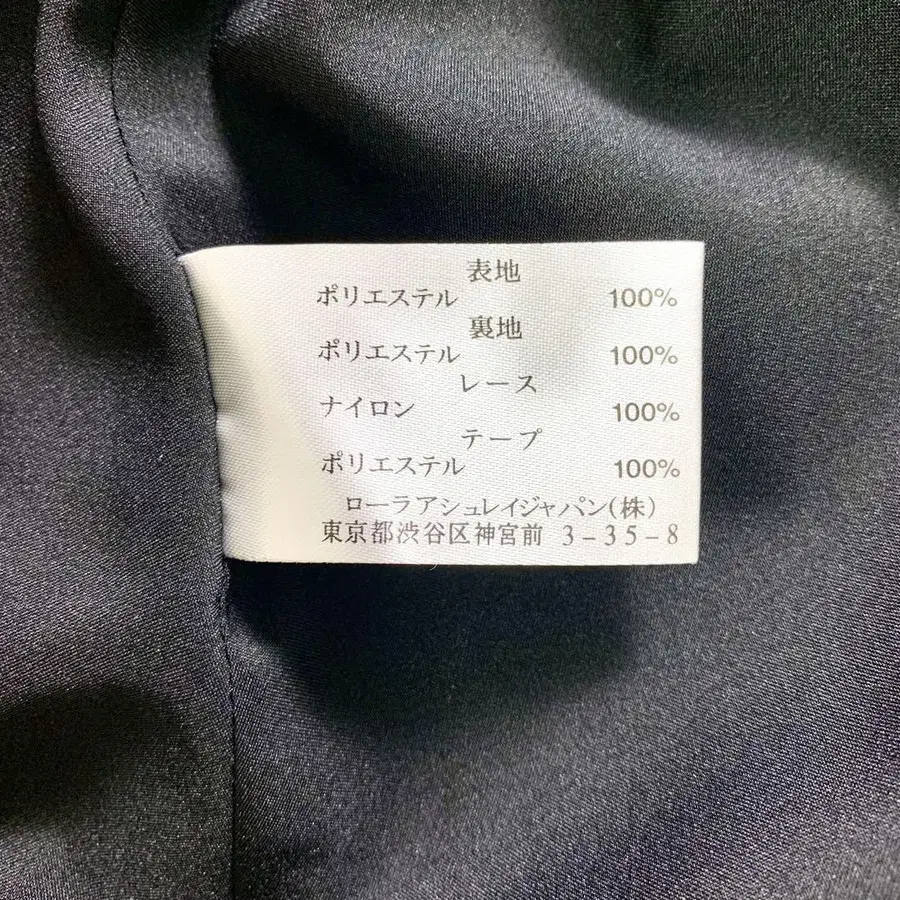 表地
ポリエステル 100%
裏地
ポリエステル 100%
レース
ナイロン 100%
テープ
ポリエステル 100%
ローラアシュレイジャパン(株)
東京都渋谷区神宮前 3-35-8